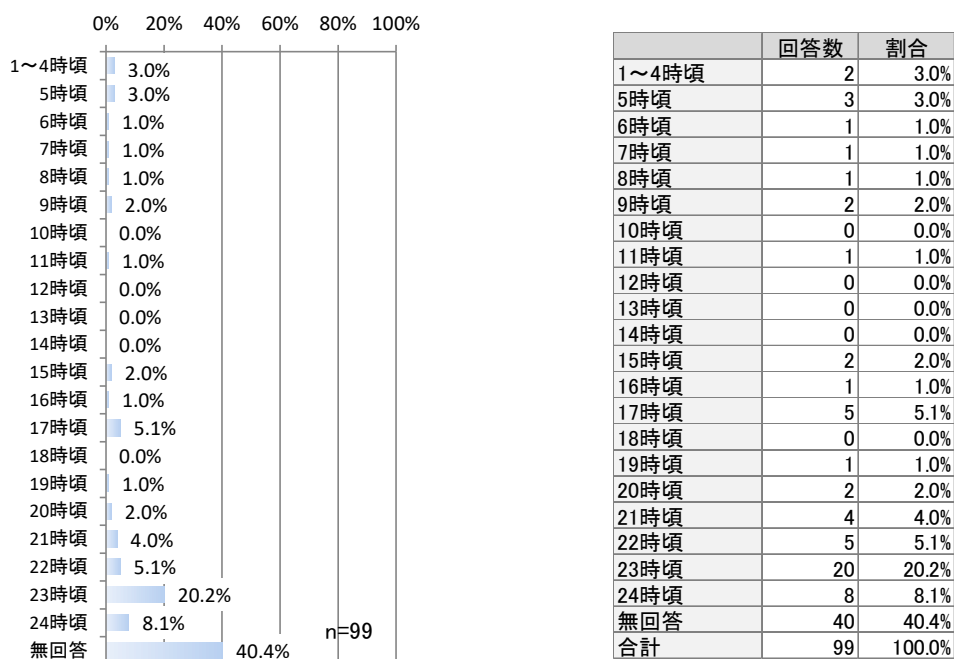 0% 20% 40% 60% 80% 100%
1～4時頃 3.0%
5時頃 3.0%
6時頃 1.0%
7時頃 1.0%
8時頃 1.0%
9時頃 2.0%
10時頃 0.0%
11時頃 1.0%
12時頃 0.0%
13時頃 0.0%
14時頃 0.0%
15時頃 2.0%
16時頃 1.0%
17時頃 5.1%
18時頃 0.0%
19時頃 1.0%
20時頃 2.0%
21時頃 4.0%
22時頃 5.1%
23時頃 20.2%
24時頃 8.1%
n=99
無回答 40.4%
回答数 割合
1～4時頃 2 3.0%
5時頃 3 3.0%
6時頃 1 1.0%
7時頃 1 1.0%
8時頃 1 1.0%
9時頃 2 2.0%
10時頃 0 0.0%
11時頃 1 1.0%
12時頃 0 0.0%
13時頃 0 0.0%
14時頃 0 0.0%
15時頃 2 2.0%
16時頃 1 1.0%
17時頃 5 5.1%
18時頃 0 0.0%
19時頃 1 1.0%
20時頃 2 2.0%
21時頃 4 4.0%
22時頃 5 5.1%
23時頃 20 20.2%
24時頃 8 8.1%
無回答 40 40.4%
合計 99 100.0%